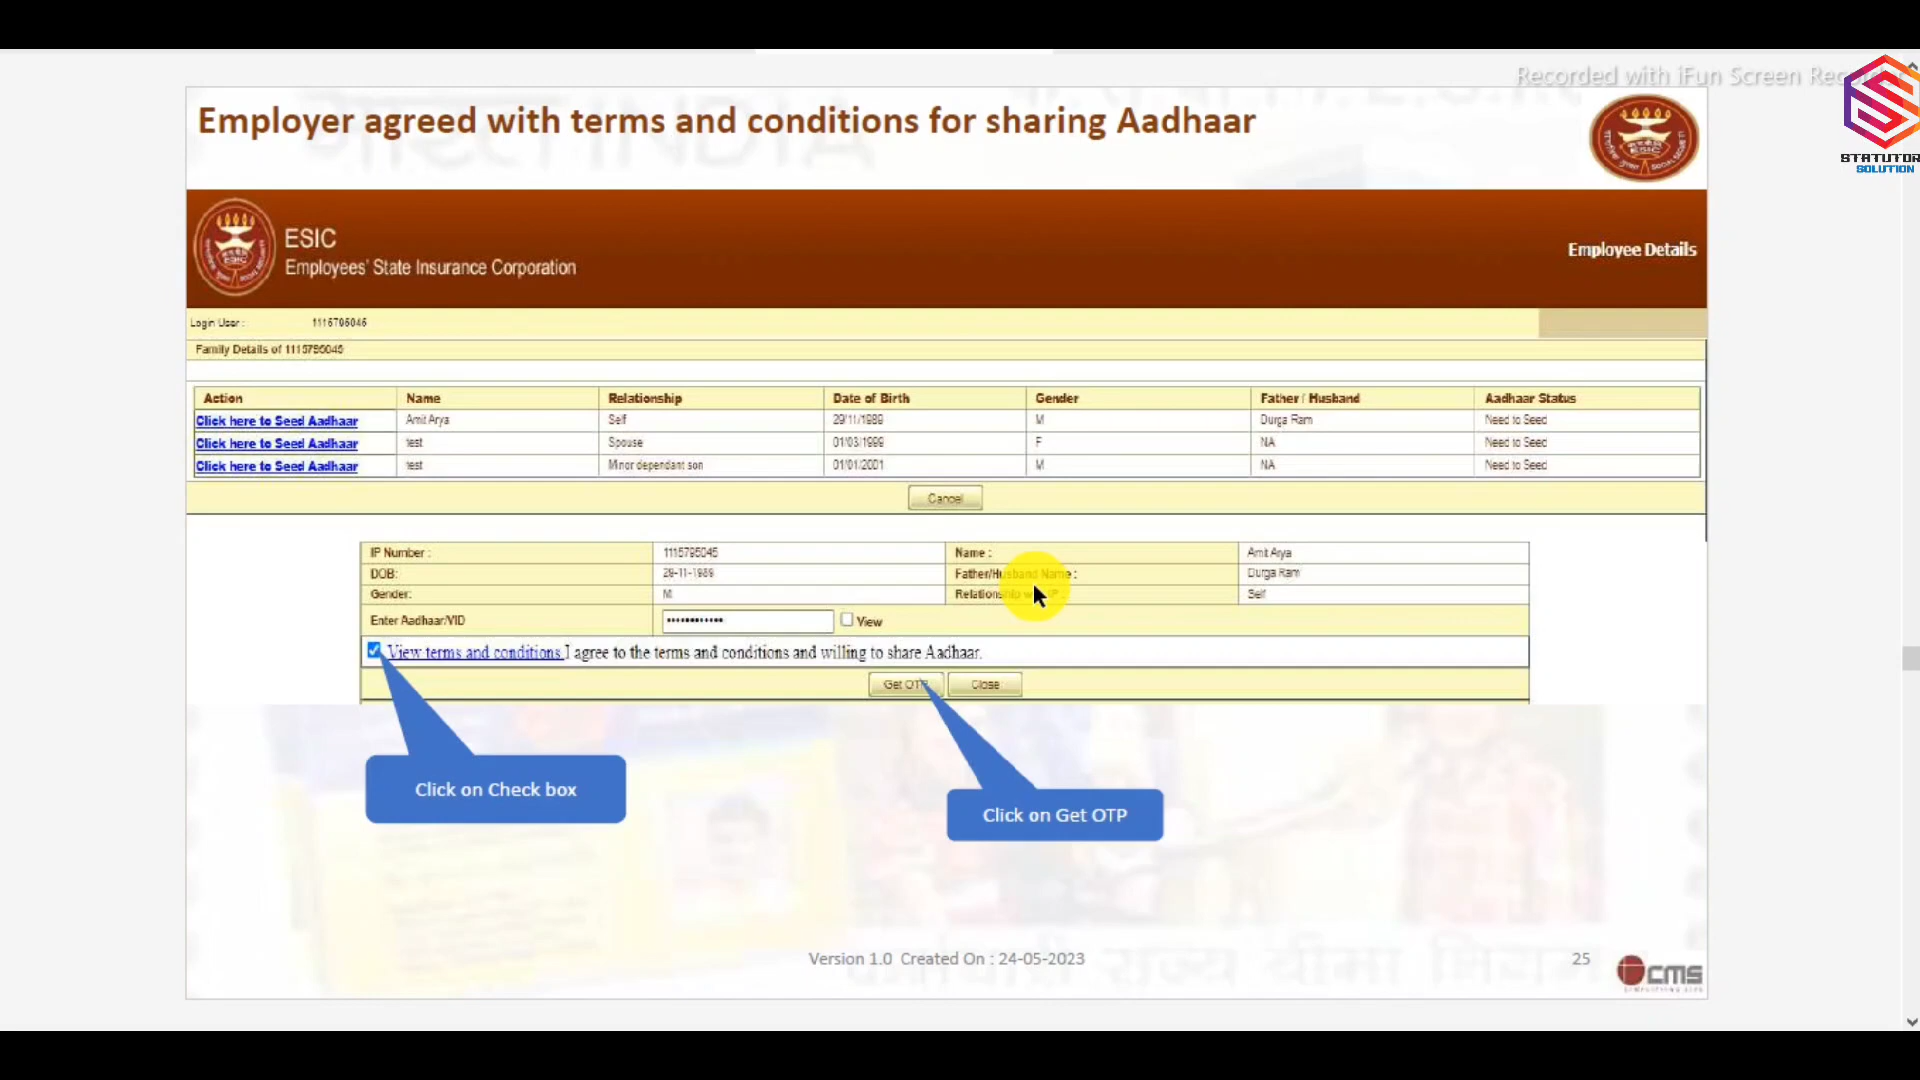 Recorded with iFun Screen
STATUTOR
SOLUTION
Employer agreed with terms and conditions for sharing Aadhaar
ESIC
Employees' State Insurance Corporation
Employee Details
Login User :
Family Details of
Action Name Relationship Date of Birth Gender Father / Husband Aadhaar Status
Click here to Seed Aadhaar Amit Arya Self 29/11/1989 M Durga Ram Need to Seed
Click here to Seed Aadhaar test Spouse 01/03/1999 F NA Need to Seed
Click here to Seed Aadhaar test Minor dependant son 01/01/2001 M NA Need to Seed
Cancel
IP Number : Name : Amit Arya
DOB: 29-11-1989 Father/Husband Name : Durga Ram
Gender: M Self
Enter Aadhaar/VID •••••••••••• View
View terms and conditions I agree to the terms and conditions and willing to share Aadhaar.
Get OTP Close
Click on Check box
Click on Get OTP
Version 1.0 Created On : 24-05-2023
25
CMS